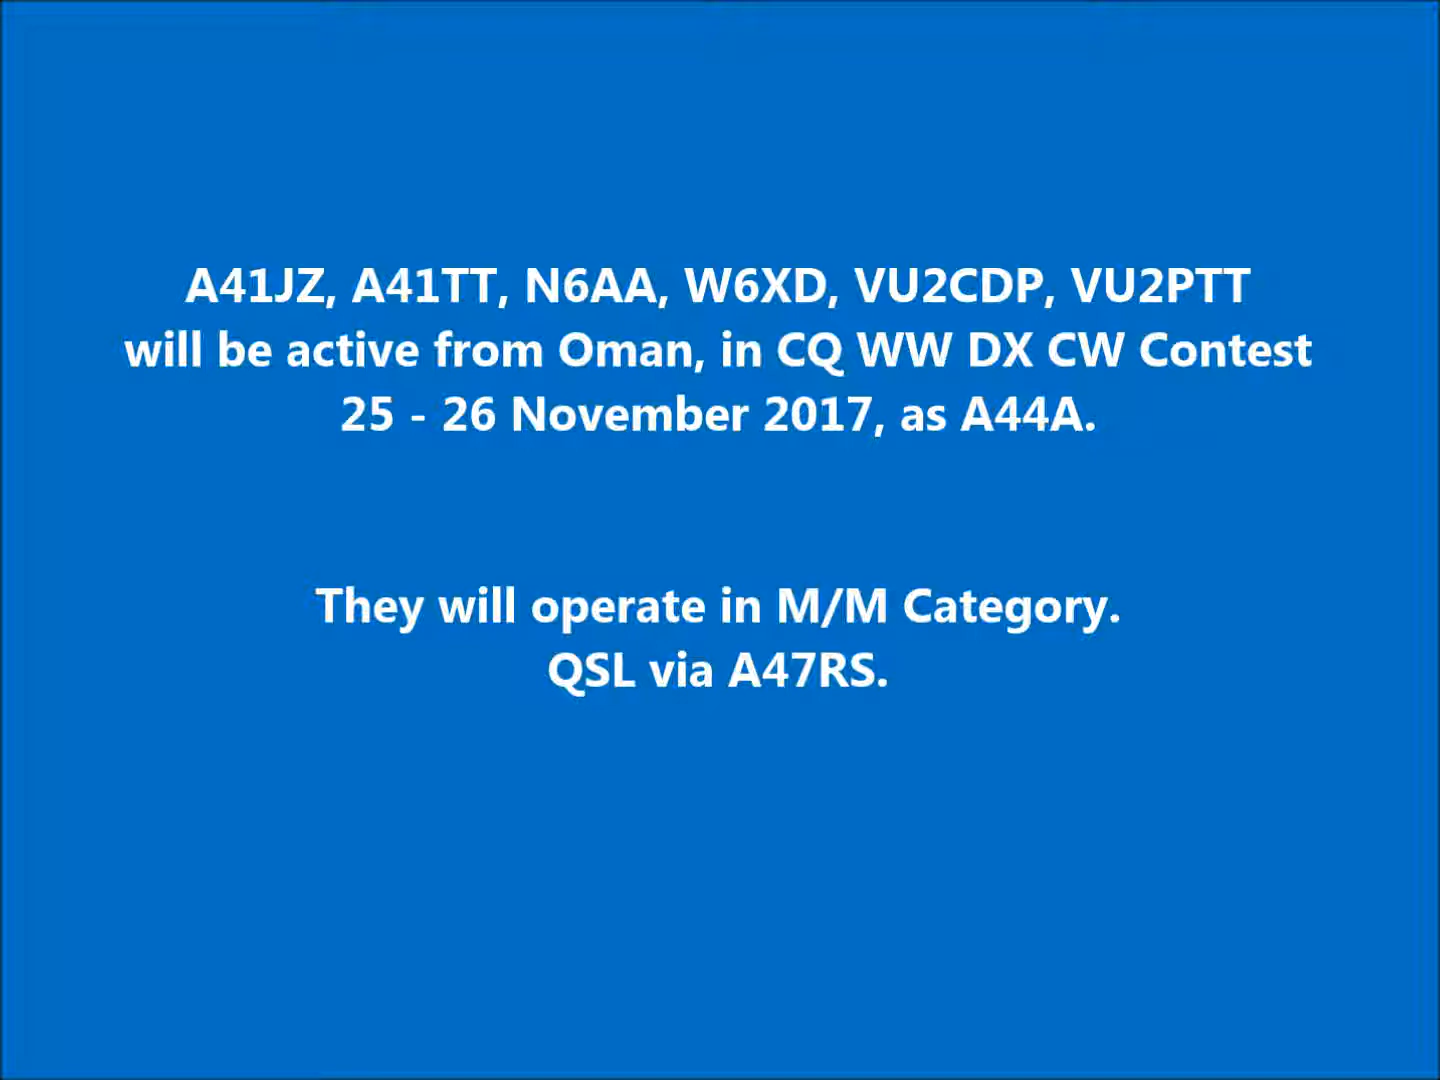 A41JZ, A41TT, N6AA, W6XD, VU2CDP, VU2PTT
will be active from Oman, in CQ WW DX CW Contest
25 - 26 November 2017, as A44A.
They will operate in M/M Category.
QSL via A47RS.